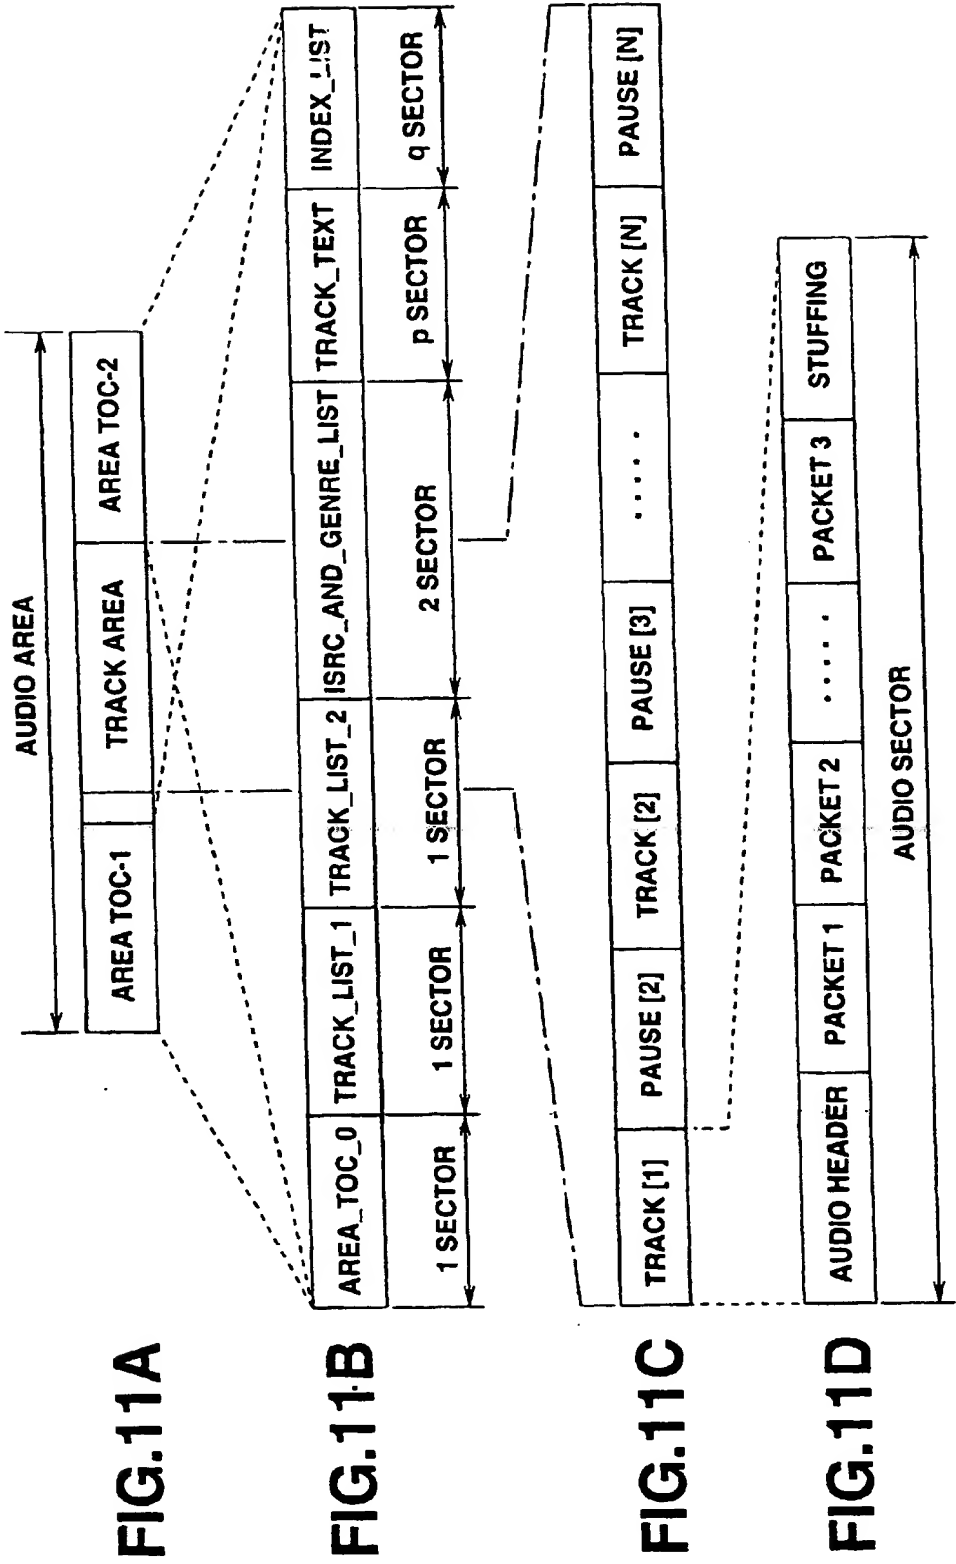 FIG.11A
AUDIO AREA
AREA TOC-1
TRACK AREA
AREA TOC-2
FIG.11B
AREA_TOC_0
TRACK_LIST_1
TRACK_LIST_2
ISRC_AND_GENRE_LIST
TRACK_TEXT
INDEX_LIST
1 SECTOR
1 SECTOR
1 SECTOR
2 SECTOR
p SECTOR
q SECTOR
FIG.11C
TRACK [1]
PAUSE [2]
TRACK [2]
PAUSE [3]
.....
TRACK [N]
PAUSE [N]
FIG.11D
AUDIO HEADER
PACKET 1
PACKET 2
.....
PACKET 3
STUFFING
AUDIO SECTOR